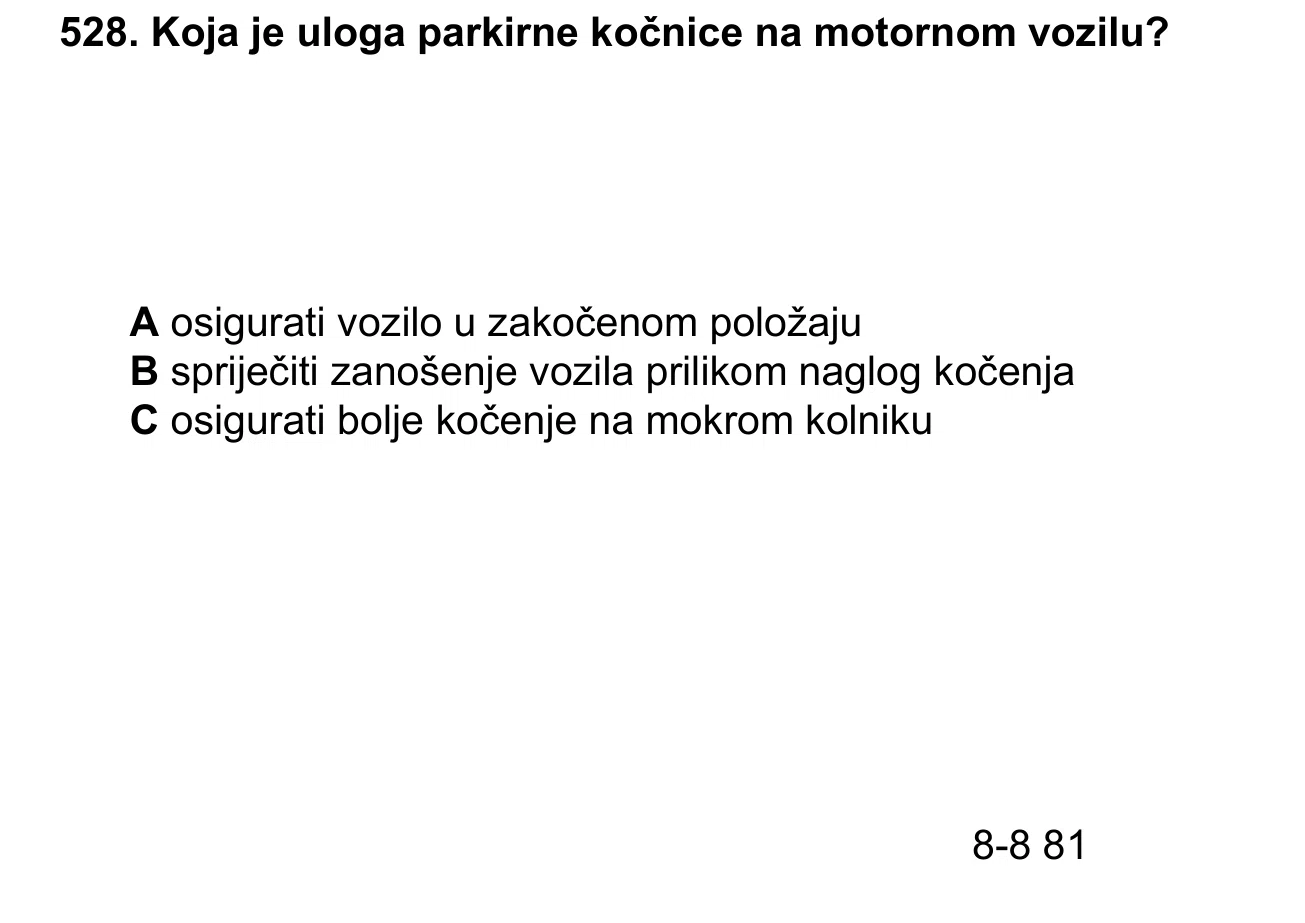 528. Koja je uloga parkirne kočnice na motornom vozilu?
A osigurati vozilo u zakočenom položaju
B spriječiti zanošenje vozila prilikom naglog kočenja
C osigurati bolje kočenje na mokrom kolniku
8-8 81